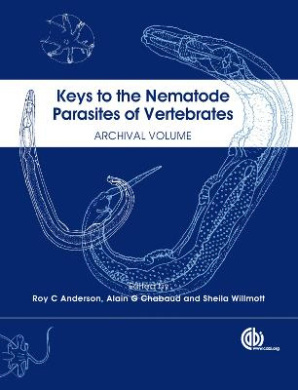 Keys to the Nematode
Parasites of Vertebrates
ARCHIVAL VOLUME
Edited by
Roy C Anderson, Alain G Chabaud and Sheila Willmott
cabi
www.cabi.org